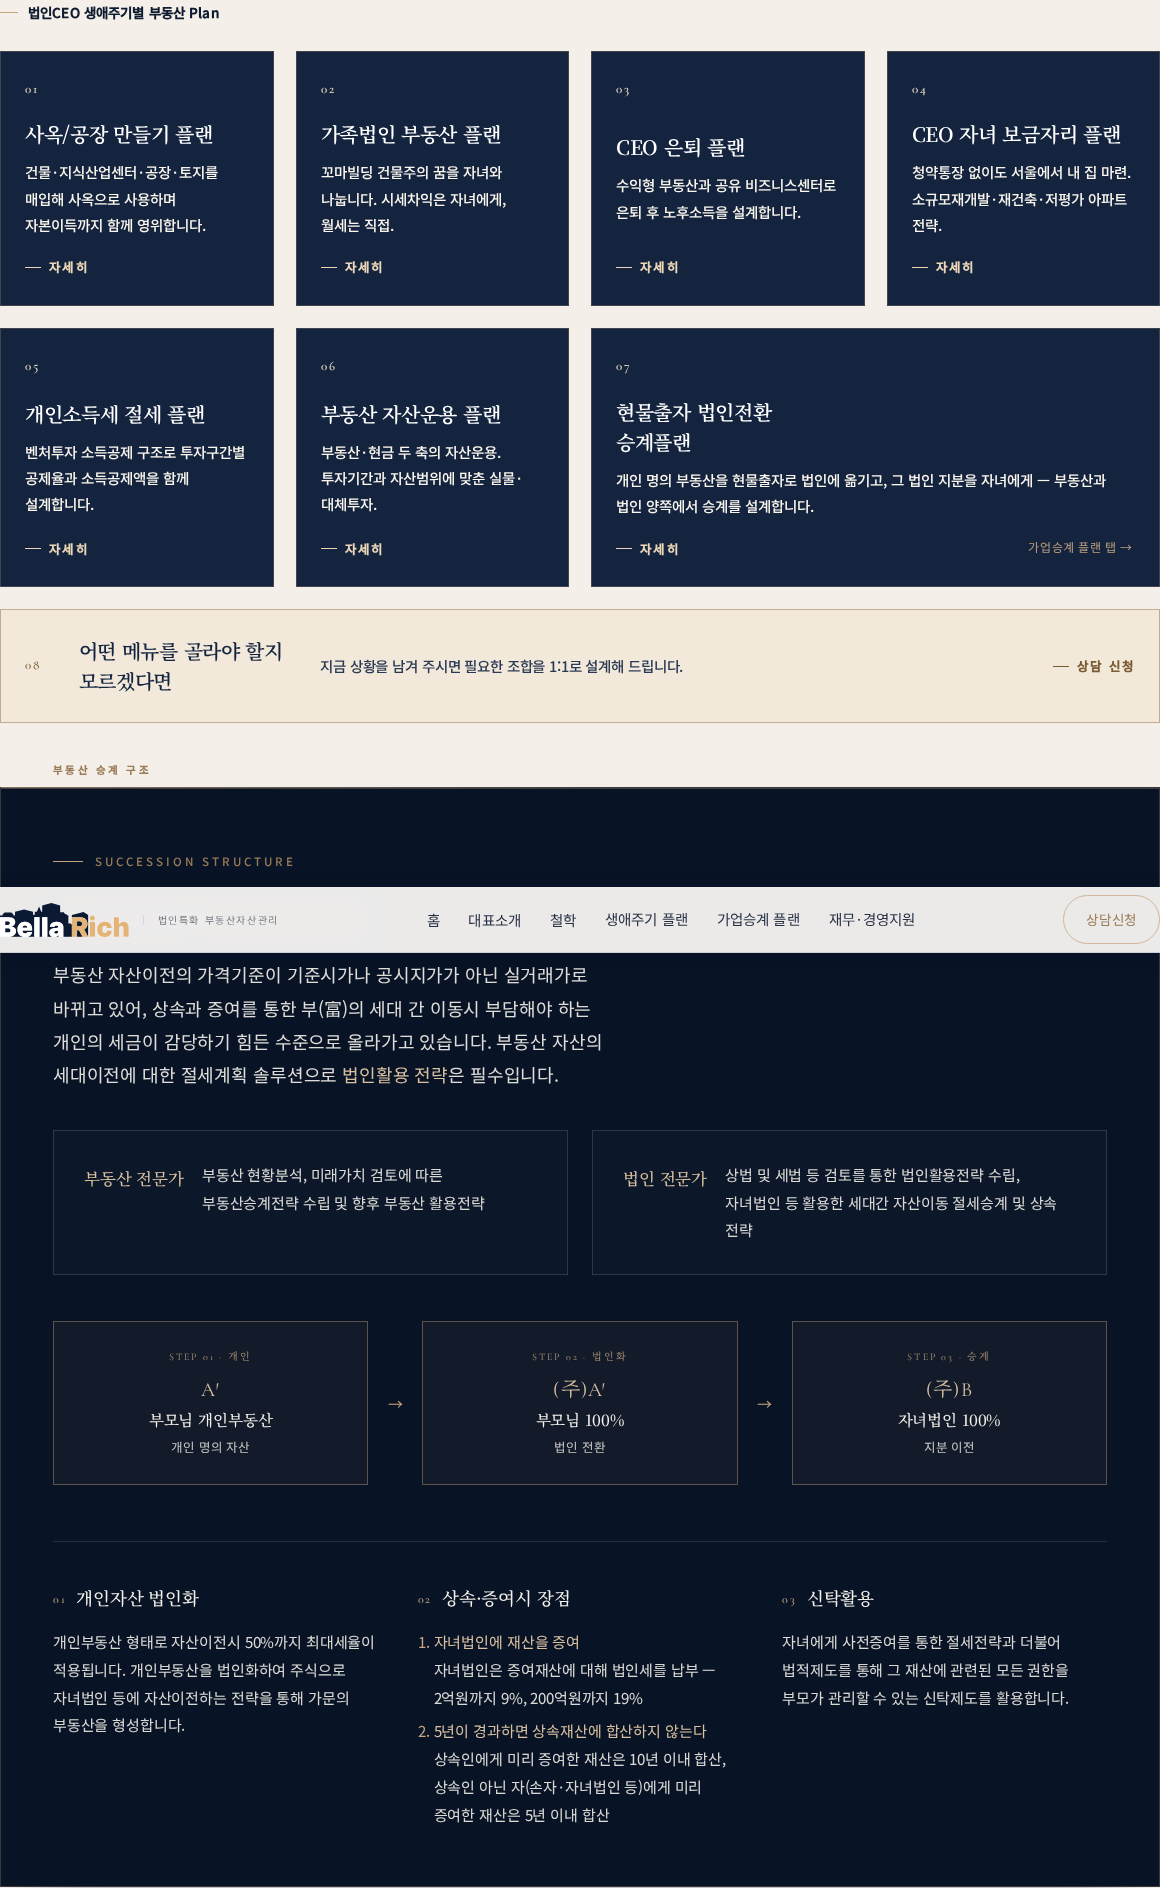 법인CEO 생애주기별 부동산 Plan
01
사옥/공장 만들기 플랜
건물·지식산업센터·공장·토지를
매입해 사옥으로 사용하며
자본이득까지 함께 영위합니다.
자세히
02
가족법인 부동산 플랜
꼬마빌딩 건물주의 꿈을 자녀와
나눕니다. 시세차익은 자녀에게,
월세는 직접.
자세히
03
CEO 은퇴 플랜
수익형 부동산과 공유 비즈니스센터로
은퇴 후 노후소득을 설계합니다.
자세히
04
CEO 자녀 보금자리 플랜
청약통장 없이도 서울에서 내 집 마련.
소규모재개발·재건축·저평가 아파트
전략.
자세히
05
개인소득세 절세 플랜
벤처투자 소득공제 구조로 투자구간별
공제율과 소득공제액을 함께
설계합니다.
자세히
06
부동산 자산운용 플랜
부동산·현금 두 축의 자산운용.
투자기간과 자산범위에 맞춘 실물·
대체투자.
자세히
07
현물출자 법인전환
승계플랜
개인 명의 부동산을 현물출자로 법인에 옮기고, 그 법인 지분을 자녀에게 — 부동산과
법인 양쪽에서 승계를 설계합니다.
자세히
가업승계 플랜 탭 →
08
어떤 메뉴를 골라야 할지
모르겠다면
지금 상황을 남겨 주시면 필요한 조합을 1:1로 설계해 드립니다.
상담 신청
부동산 승계 구조
SUCCESSION STRUCTURE
Bella Rich
법인특화 부동산자산관리
홈
대표소개
철학
생애주기 플랜
가업승계 플랜
재무·경영지원
상담신청
부동산 자산이전의 가격기준이 기준시가나 공시지가가 아닌 실거래가로
바뀌고 있어, 상속과 증여를 통한 부(富)의 세대 간 이동시 부담해야 하는
개인의 세금이 감당하기 힘든 수준으로 올라가고 있습니다. 부동산 자산의
세대이전에 대한 절세계획 솔루션으로 법인활용 전략은 필수입니다.
부동산 전문가
부동산 현황분석, 미래가치 검토에 따른
부동산승계전략 수립 및 향후 부동산 활용전략
법인 전문가
상법 및 세법 등 검토를 통한 법인활용전략 수립,
자녀법인 등 활용한 세대간 자산이동 절세승계 및 상속
전략
STEP 01 · 개인
A'
부모님 개인부동산
개인 명의 자산
→
STEP 02 · 법인화
(주)A'
부모님 100%
법인 전환
→
STEP 03 · 승계
(주)B
자녀법인 100%
지분 이전
01 개인자산 법인화
개인부동산 형태로 자산이전시 50%까지 최대세율이
적용됩니다. 개인부동산을 법인화하여 주식으로
자녀법인 등에 자산이전하는 전략을 통해 가문의
부동산을 형성합니다.
02 상속·증여시 장점
1. 자녀법인에 재산을 증여
자녀법인은 증여재산에 대해 법인세를 납부 —
2억원까지 9%, 200억원까지 19%
2. 5년이 경과하면 상속재산에 합산하지 않는다
상속인에게 미리 증여한 재산은 10년 이내 합산,
상속인 아닌 자(손자·자녀법인 등)에게 미리
증여한 재산은 5년 이내 합산
03 신탁활용
자녀에게 사전증여를 통한 절세전략과 더불어
법적제도를 통해 그 재산에 관련된 모든 권한을
부모가 관리할 수 있는 신탁제도를 활용합니다.